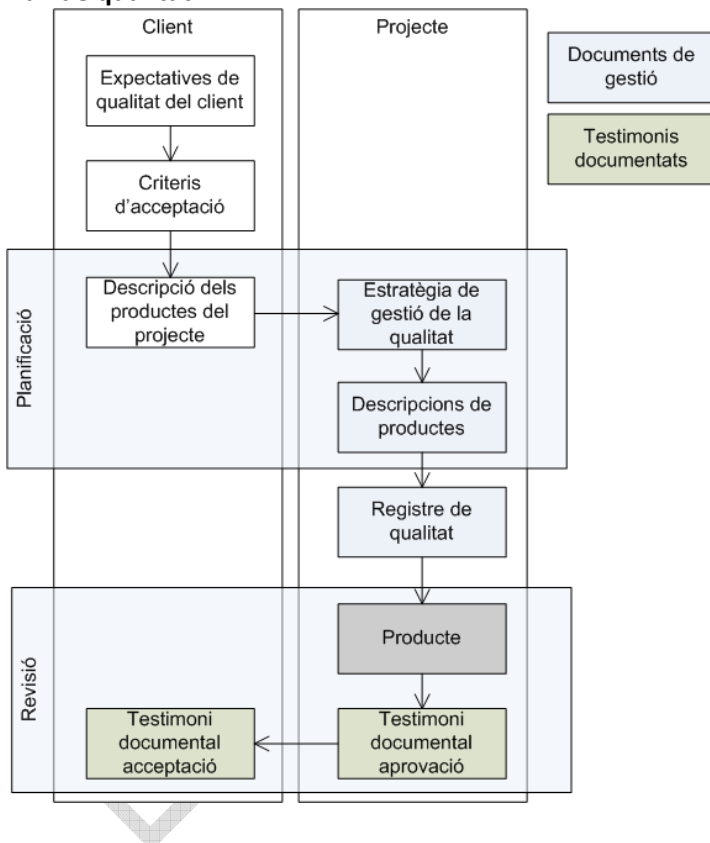 Client
Projecte
Expectatives de
qualitat del client
Criteris
d'acceptació
Documents de
gestió
Testimonis
documentats
Planificació
Descripció dels
productes del
projecte
Estratègia de
gestió de la
qualitat
Descripcions de
productes
Registre de
qualitat
Revisió
Producte
Testimoni
documental
aprovació
Testimoni
documental
acceptació